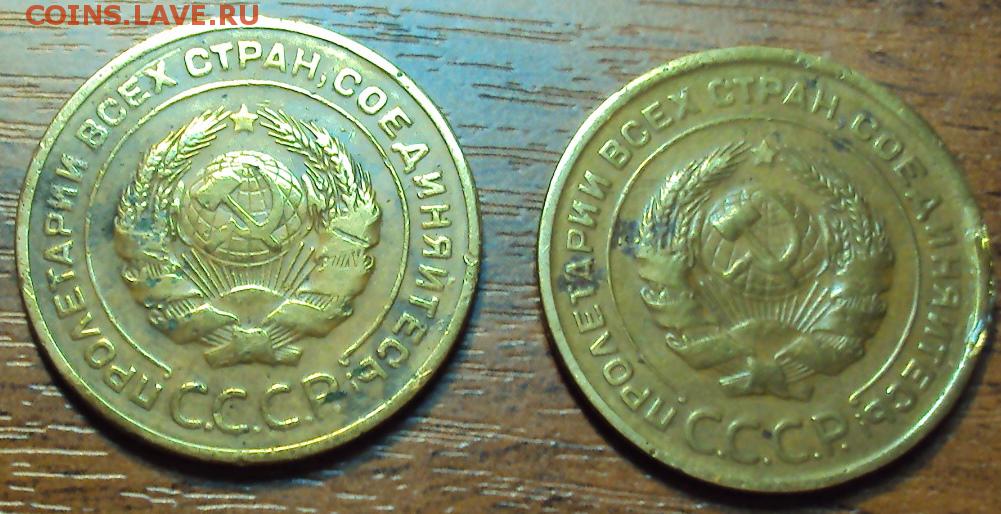 COINS.LAVE.RU
ПРОЛЕТАРИИ ВСЕХ СТРАН, СОЕДИНЯЙТЕСЬ!
С.С.С.Р.
ПРОЛЕТАРИИ ВСЕХ СТРАН, СОЕДИНЯЙТЕСЬ!
С.С.С.Р.